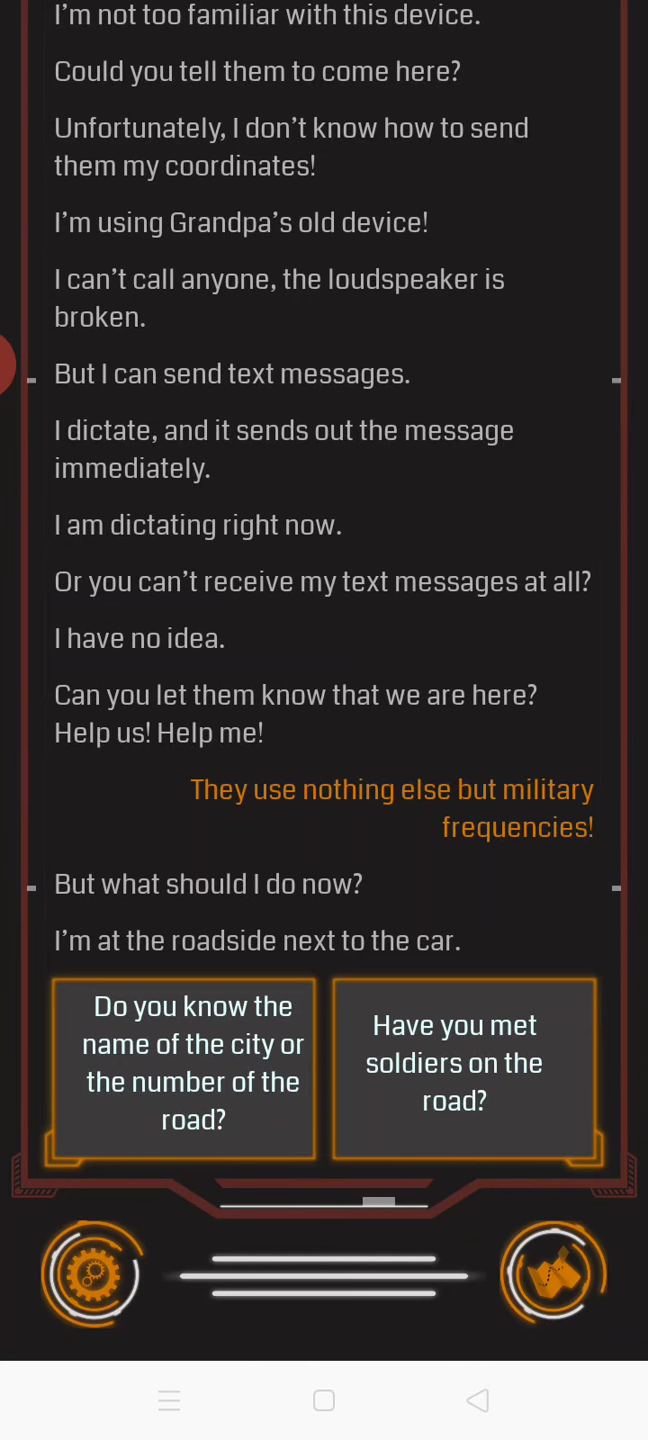 I’m not too familiar with this device.
Could you tell them to come here?
Unfortunately, I don’t know how to send
them my coordinates!
I’m using Grandpa’s old device!
I can’t call anyone, the loudspeaker is
broken.
But I can send text messages.
I dictate, and it sends out the message
immediately.
I am dictating right now.
Or you can’t receive my text messages at all?
I have no idea.
Can you let them know that we are here?
Help us! Help me!
They use nothing else but military
frequencies!
But what should I do now?
I’m at the roadside next to the car.
Do you know the
name of the city or
the number of the
road?
Have you met
soldiers on the
road?